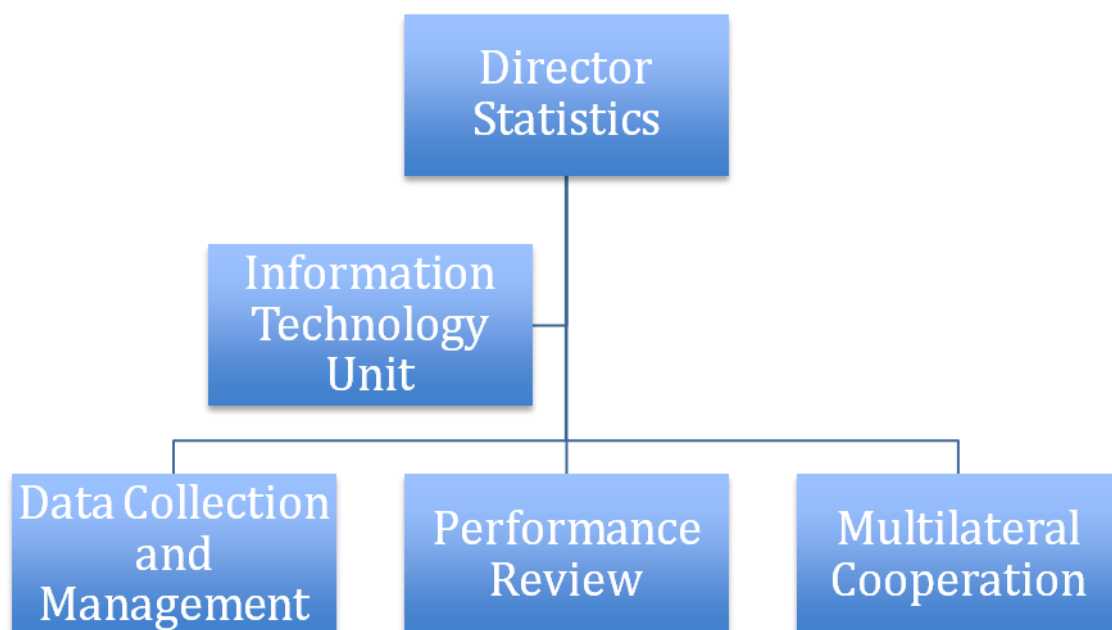 Director
Statistics
Information
Technology
Unit
Data Collection
and
Management
Performance
Review
Multilateral
Cooperation